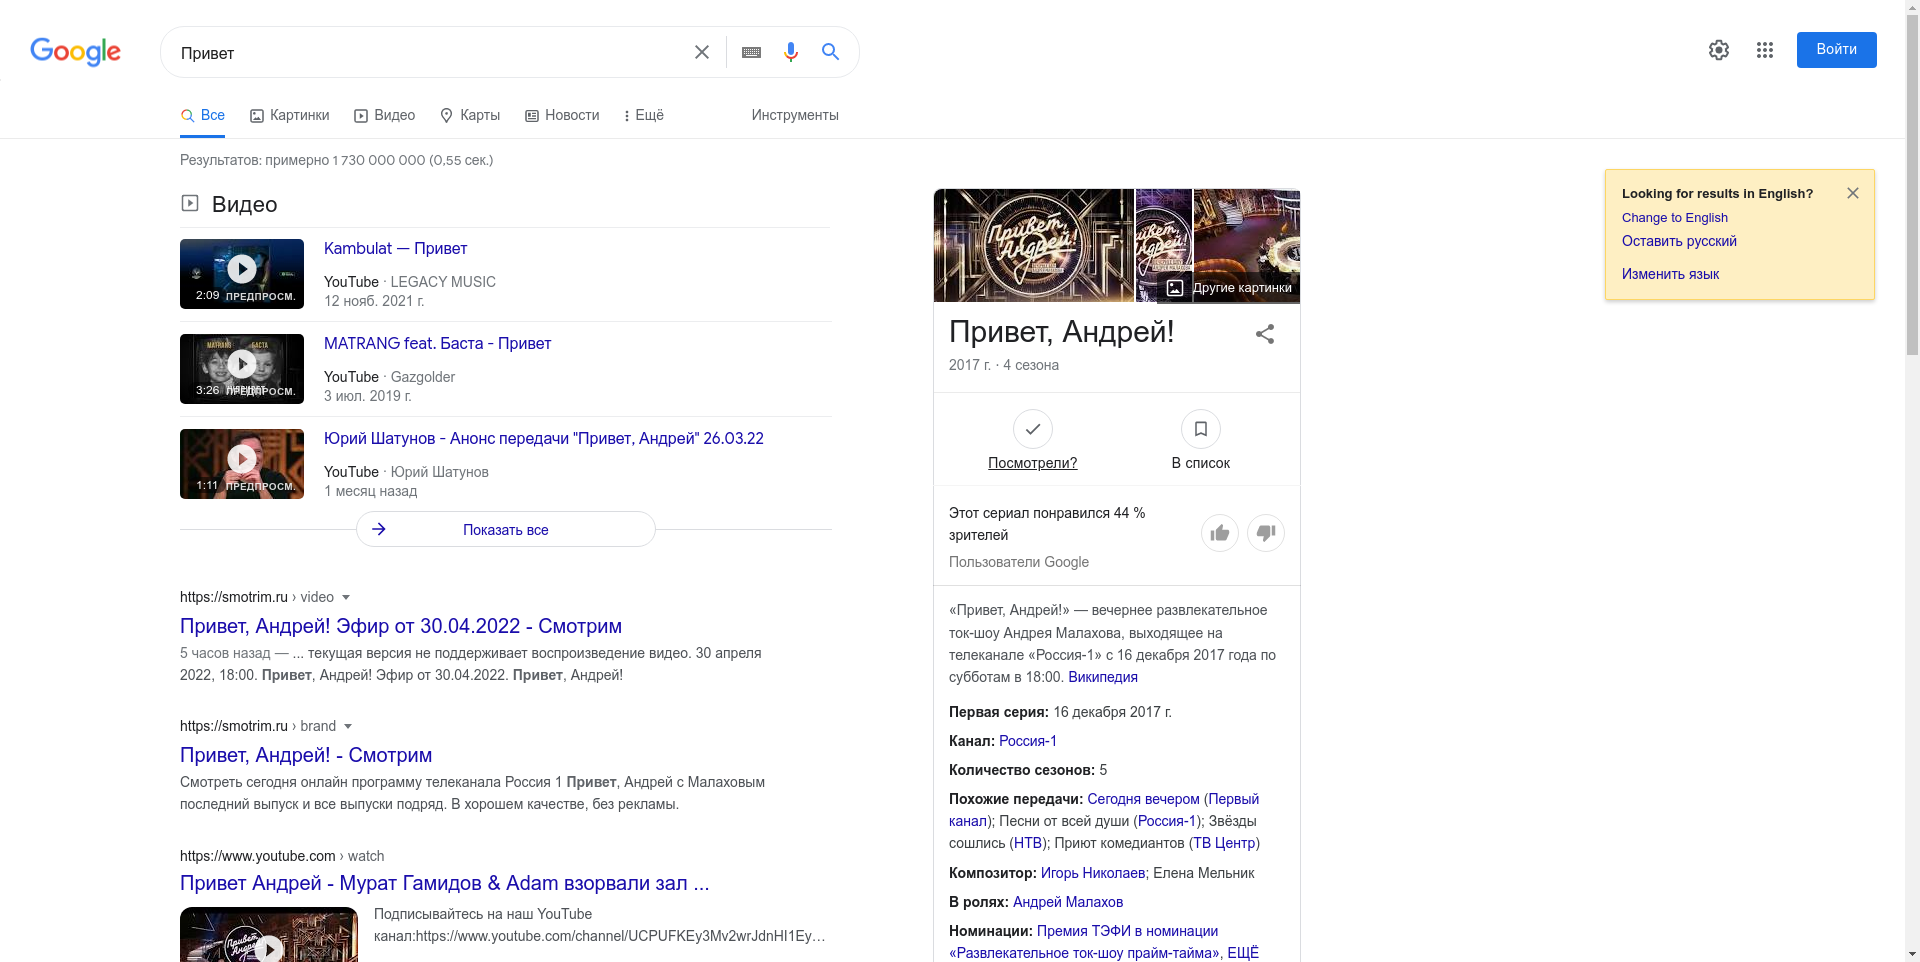 Google
Привет
Войти
Все
Картинки
Видео
Карты
Новости
Ещё
Инструменты
Результатов: примерно 1 730 000 000 (0,55 сек.)
Видео
2:09 ПРЕДПРОСМ.
Kambulat — Привет
YouTube · LEGACY MUSIC
12 нояб. 2021 г.
MATRANG БАСТА
3:26 ПРЕДПРОСМ.
MATRANG feat. Баста - Привет
YouTube · Gazgolder
3 июл. 2019 г.
1:11 ПРЕДПРОСМ.
Юрий Шатунов - Анонс передачи "Привет, Андрей" 26.03.22
YouTube · Юрий Шатунов
1 месяц назад
Показать все
https://smotrim.ru › video
Привет, Андрей! Эфир от 30.04.2022 - Смотрим
5 часов назад — ... текущая версия не поддерживает воспроизведение видео. 30 апреля
2022, 18:00. Привет, Андрей! Эфир от 30.04.2022. Привет, Андрей!
https://smotrim.ru › brand
Привет, Андрей! - Смотрим
Смотреть сегодня онлайн программу телеканала Россия 1 Привет, Андрей с Малаховым
последний выпуск и все выпуски подряд. В хорошем качестве, без рекламы.
https://www.youtube.com › watch
Привет Андрей - Мурат Гамидов & Adam взорвали зал ...
Привет, Андрей!
Подписывайтесь на наш YouTube
канал:https://www.youtube.com/channel/UCPUFKEy3Mv2wrJdnHI1Ey…
Привет, Андрей!
Привет, Андрей!
Другие картинки
Привет, Андрей!
2017 г. · 4 сезона
Посмотрели?
В список
Этот сериал понравился 44 %
зрителей
Пользователи Google
«Привет, Андрей!» — вечернее развлекательное
ток-шоу Андрея Малахова, выходящее на
телеканале «Россия-1» с 16 декабря 2017 года по
субботам в 18:00. Википедия
Первая серия: 16 декабря 2017 г.
Канал: Россия-1
Количество сезонов: 5
Похожие передачи: Сегодня вечером (Первый
канал); Песни от всей души (Россия-1); Звёзды
сошлись (НТВ); Приют комедиантов (ТВ Центр)
Композитор: Игорь Николаев; Елена Мельник
В ролях: Андрей Малахов
Номинации: Премия ТЭФИ в номинации
«Развлекательное ток-шоу прайм-тайма», ЕЩЁ
Looking for results in English?
Change to English
Оставить русский
Изменить язык